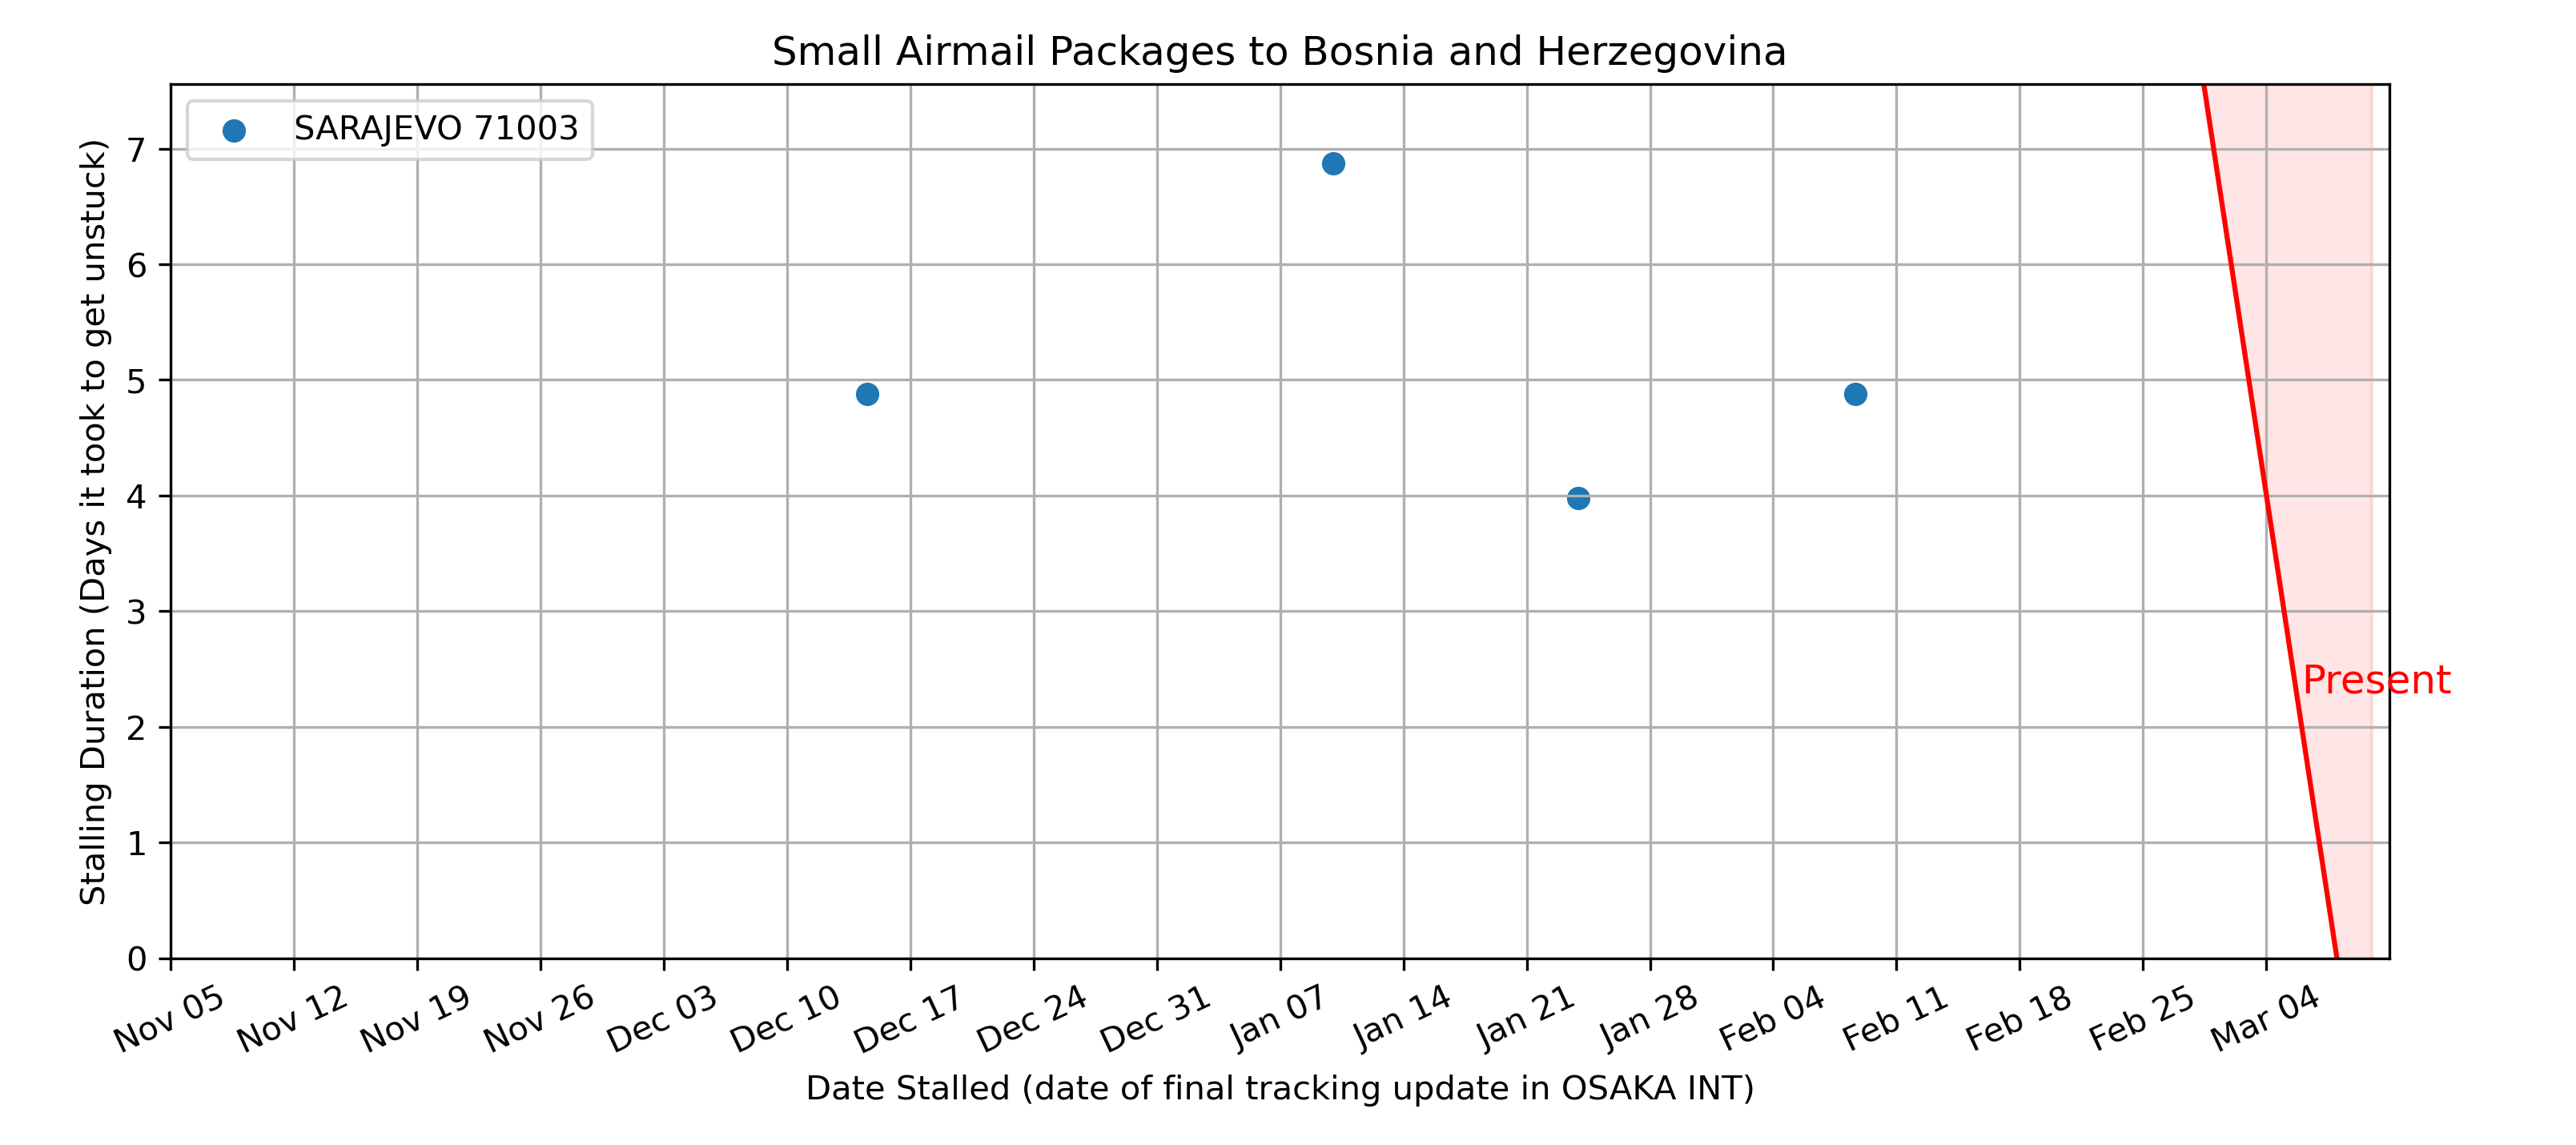 Small Airmail Packages to Bosnia and Herzegovina
SARAJEVO 71003
Stalling Duration (Days it took to get unstuck)
7
6
5
4
3
2
1
0
Present
Nov 05
Nov 12
Nov 19
Nov 26
Dec 03
Dec 10
Dec 17
Dec 24
Dec 31
Jan 07
Jan 14
Jan 21
Jan 28
Feb 04
Feb 11
Feb 18
Feb 25
Mar 04
Date Stalled (date of final tracking update in OSAKA INT)